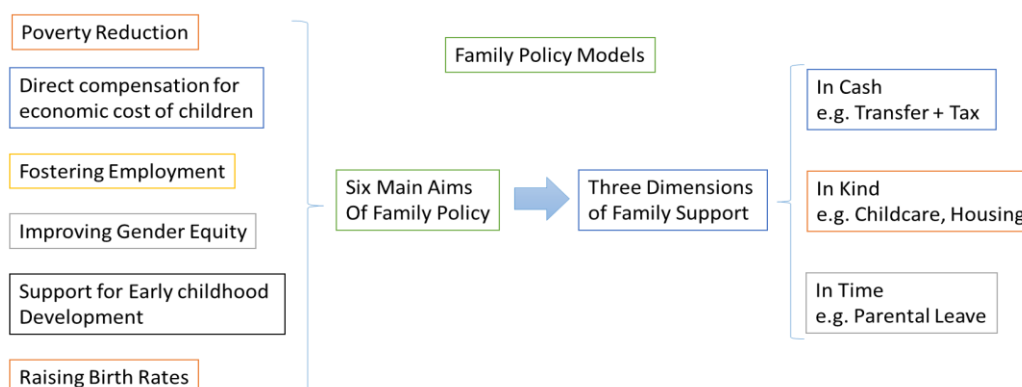 Poverty Reduction
Direct compensation for
economic cost of children
Fostering Employment
Improving Gender Equity
Support for Early childhood
Development
Raising Birth Rates
Family Policy Models
Six Main Aims
Of Family Policy
Three Dimensions
of Family Support
In Cash
e.g. Transfer + Tax
In Kind
e.g. Childcare, Housing
In Time
e.g. Parental Leave